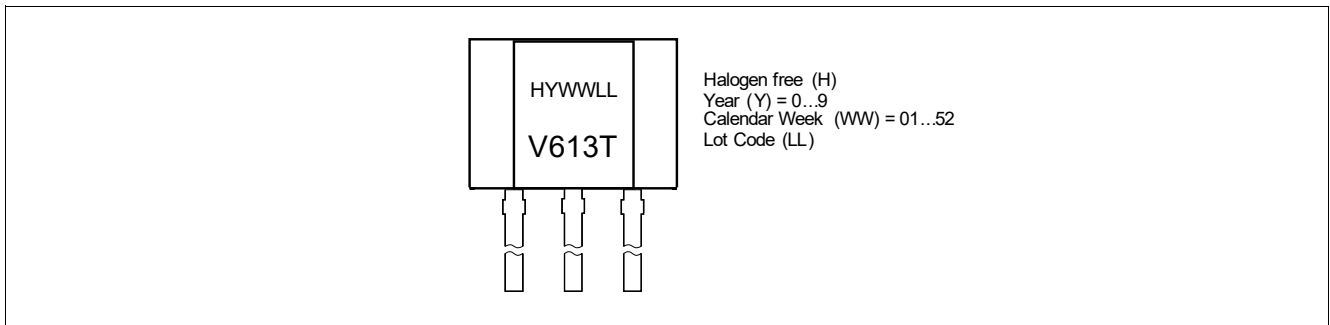 HYWWLL
V613T
Halogen free (H)
Year (Y) = 0...9
Calendar Week (WW) = 01...52
Lot Code (LL)